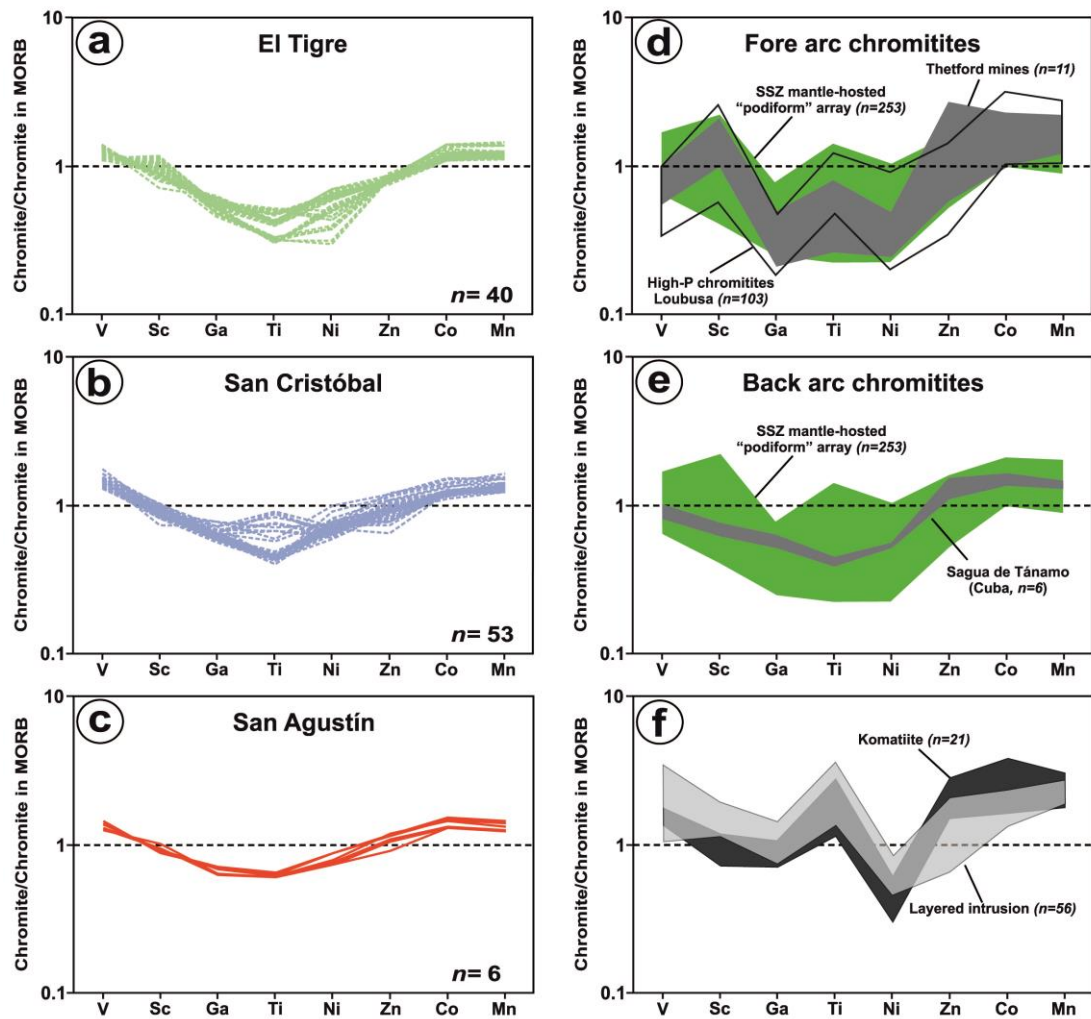 a
El Tigre
10
1
0.1
Chromite/Chromite in MORB
n= 40
V Sc Ga Ti Ni Zn Co Mn
d
Fore arc chromitites
10
1
0.1
Chromite/Chromite in MORB
Thetford mines (n=11)
SSZ mantle-hosted
“podiform” array (n=253)
High-P chromitites
Loubusa (n=103)
V Sc Ga Ti Ni Zn Co Mn
b
San Cristóbal
10
1
0.1
Chromite/Chromite in MORB
n= 53
V Sc Ga Ti Ni Zn Co Mn
e
Back arc chromitites
10
1
0.1
Chromite/Chromite in MORB
SSZ mantle-hosted
“podiform” array (n=253)
Sagua de Tánamo
(Cuba, n=6)
V Sc Ga Ti Ni Zn Co Mn
c
San Agustín
10
1
0.1
Chromite/Chromite in MORB
n= 6
V Sc Ga Ti Ni Zn Co Mn
f
10
1
0.1
Chromite/Chromite in MORB
Komatiite (n=21)
Layered intrusion (n=56)
V Sc Ga Ti Ni Zn Co Mn